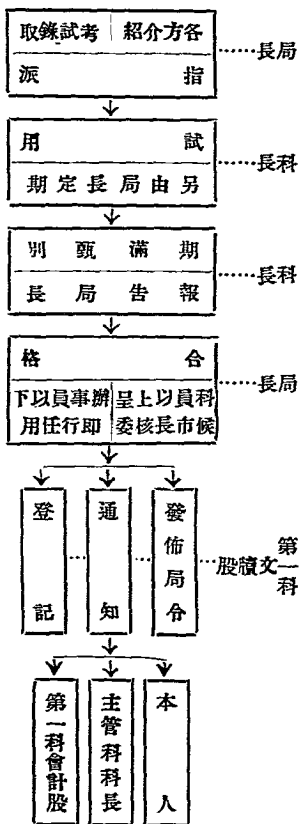 局長
各方介紹
考試錄取
指派
科長
試用
另由局長定期
科長
期滿甄別
報告局長
局長
合格
科員以上呈
候市長核委
辦事員以下
即行任用
第一科
文牘股
發佈局令
通知
登記
本人
主管科科長
第一科會計股